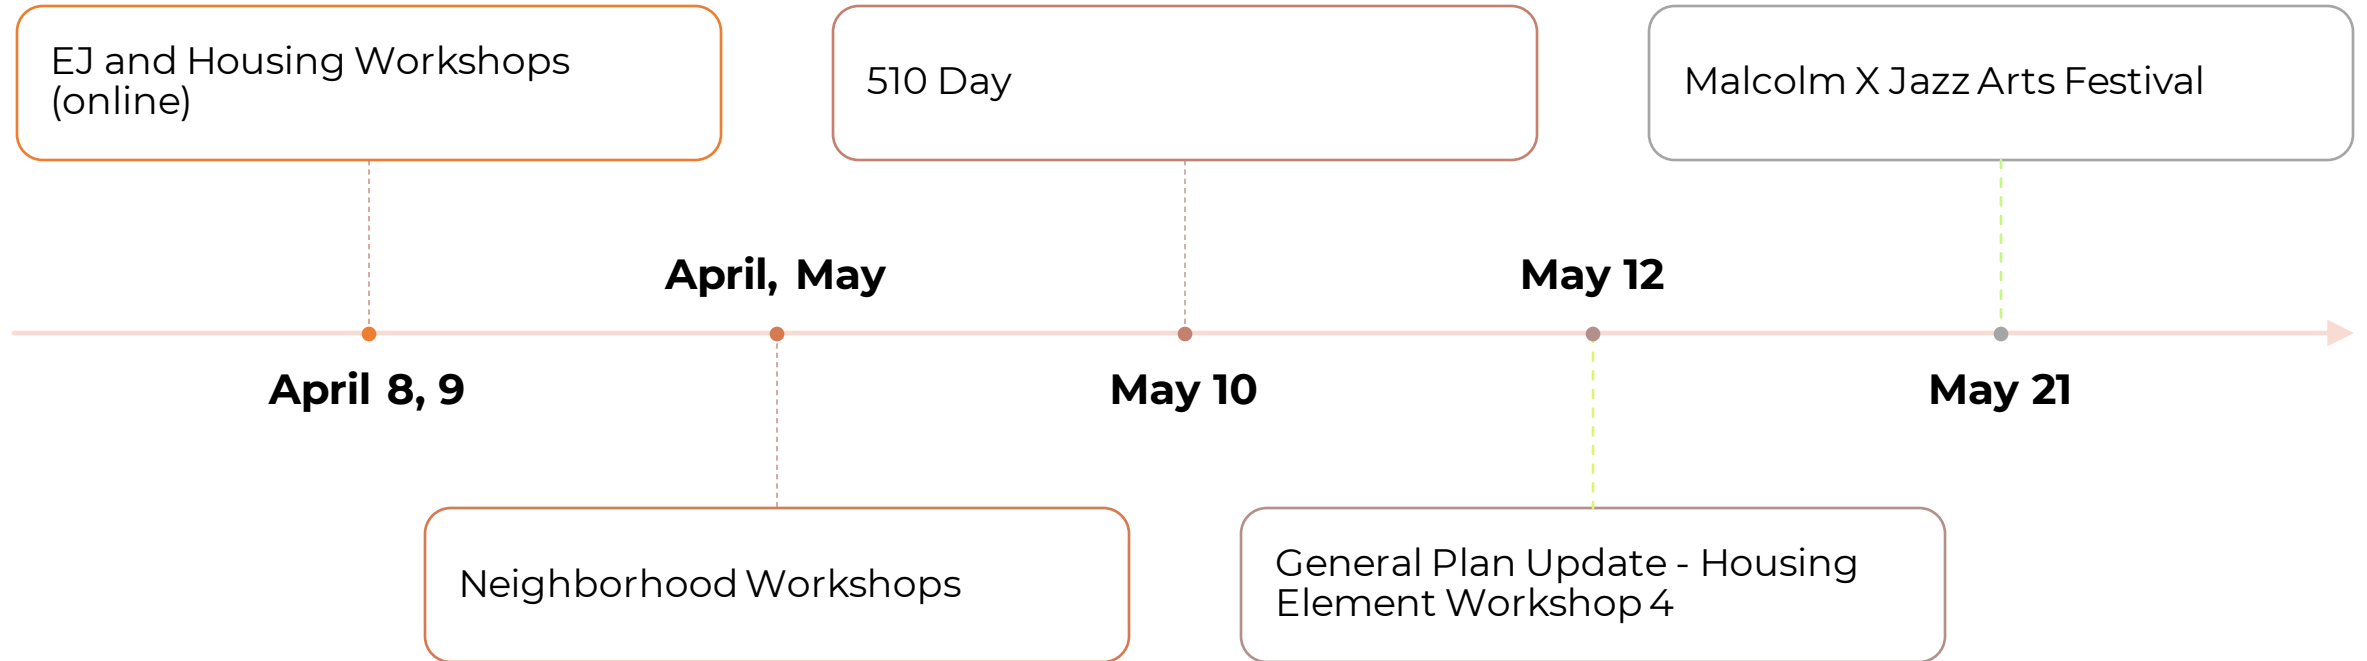 EJ and Housing Workshops
(online)
510 Day
Malcolm X Jazz Arts Festival
April, May
May 12
April 8, 9
May 10
May 21
Neighborhood Workshops
General Plan Update - Housing
Element Workshop 4